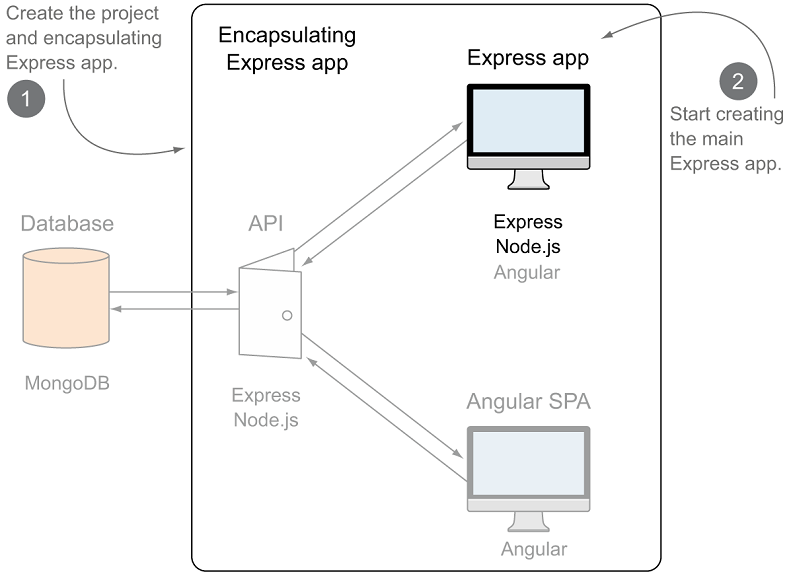 Create the project
and encapsulating
Express app.
1
Encapsulating
Express app
Express app
2
Start creating
the main
Express app.
Express
Node.js
Angular
Database
API
MongoDB
Express
Node.js
Angular SPA
Angular